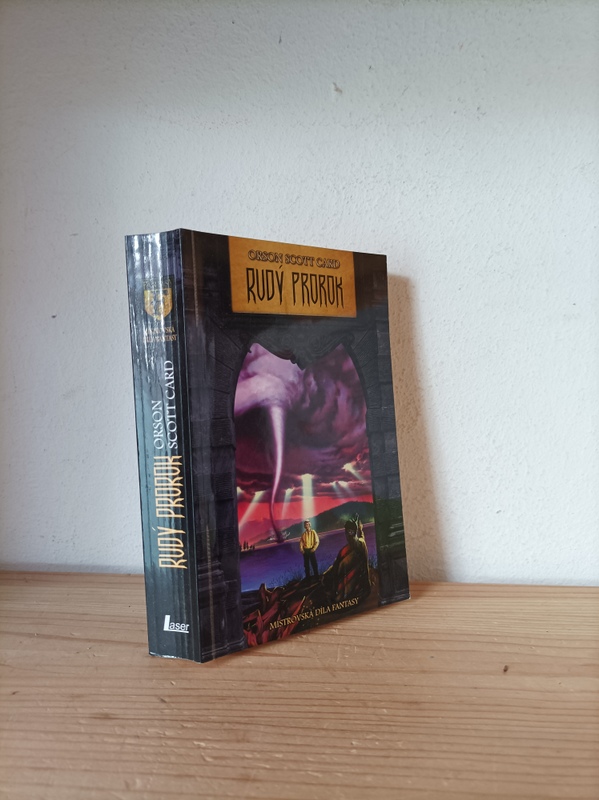 ORSON SCOTT CARD
RUDÝ PROROK
MISTROVSKÁ DÍLA FANTASY
RUDÝ PROROK
ORSON
SCOTT CARD
Laser